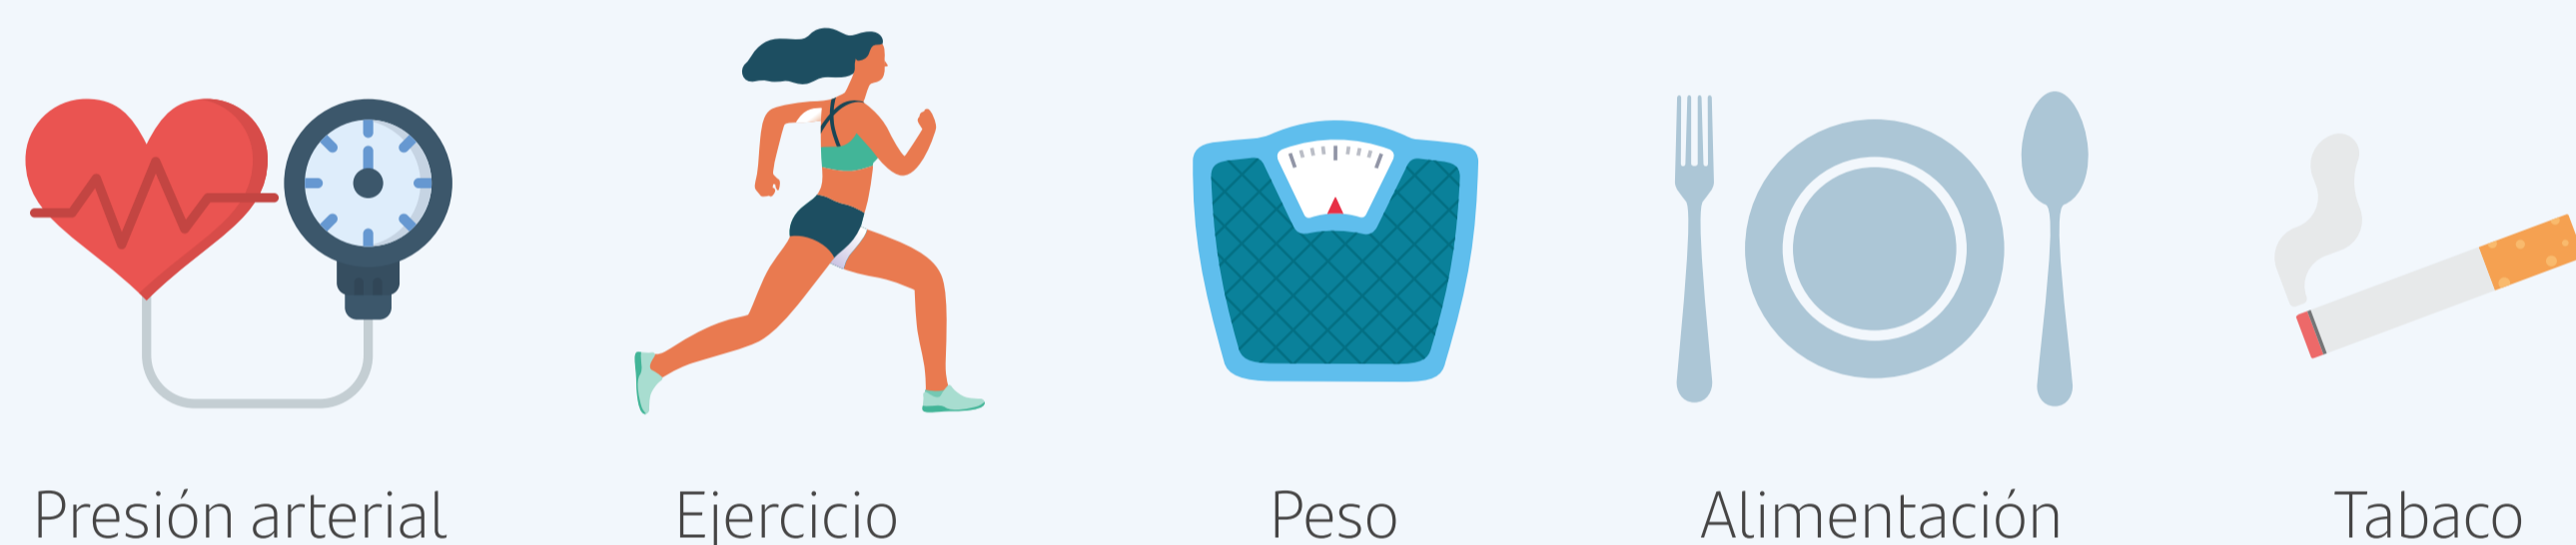 Presión arterial
Ejercicio
Peso
Alimentación
Tabaco